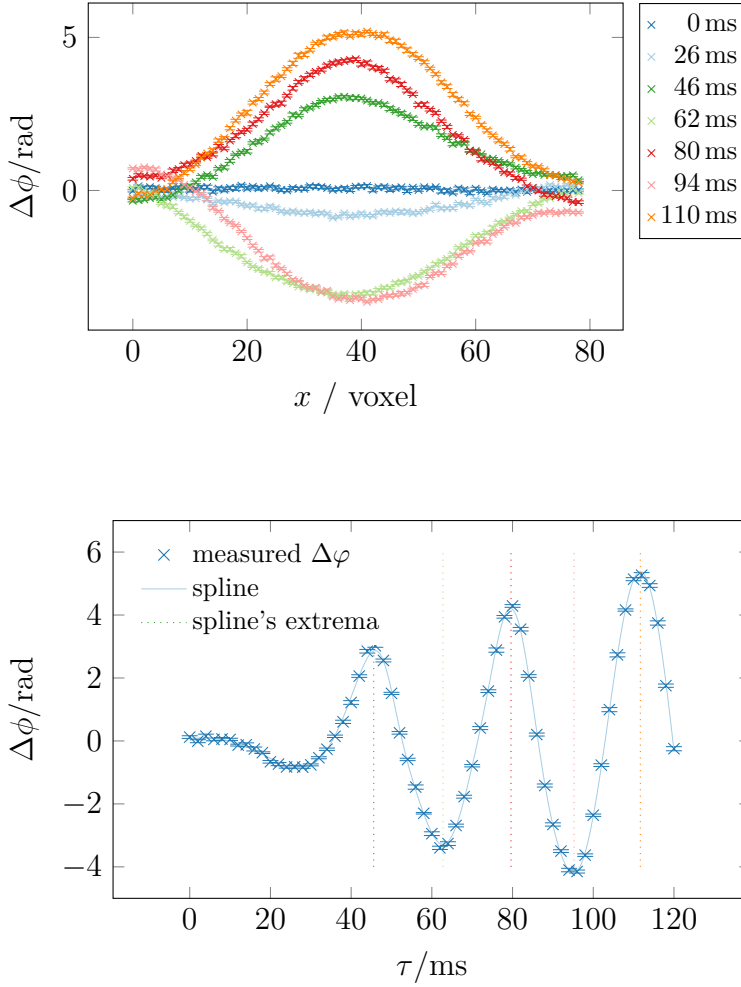 5
0
Δϕ/rad
0
20
40
60
80
x / voxel
0 ms
26 ms
46 ms
62 ms
80 ms
94 ms
110 ms
6
4
2
0
−2
−4
Δϕ/rad
measured Δφ
spline
spline's extrema
0
20
40
60
80
100
120
τ/ms